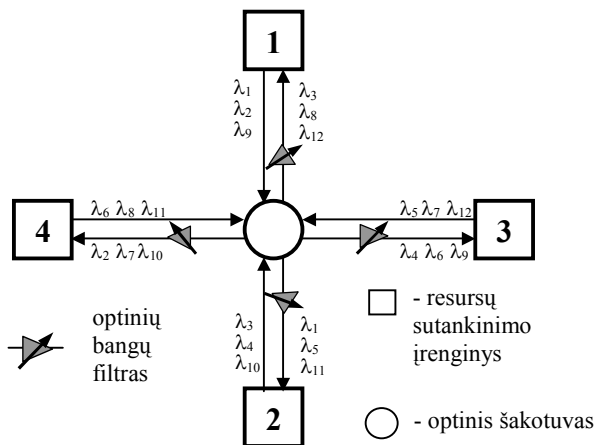 1
λ₁ λ₃
λ₂ λ₈
λ₉ λ₁₂
λ₆ λ₈ λ₁₁
λ₅ λ₇ λ₁₂
4
3
λ₂ λ₇ λ₁₀
λ₄ λ₆ λ₉
optinių
bangų
filtras
λ₃ λ₁
λ₄ λ₅
λ₁₀ λ₁₁
2
- resursų
sutankinimo
įrenginys
- optinis šakotuvas